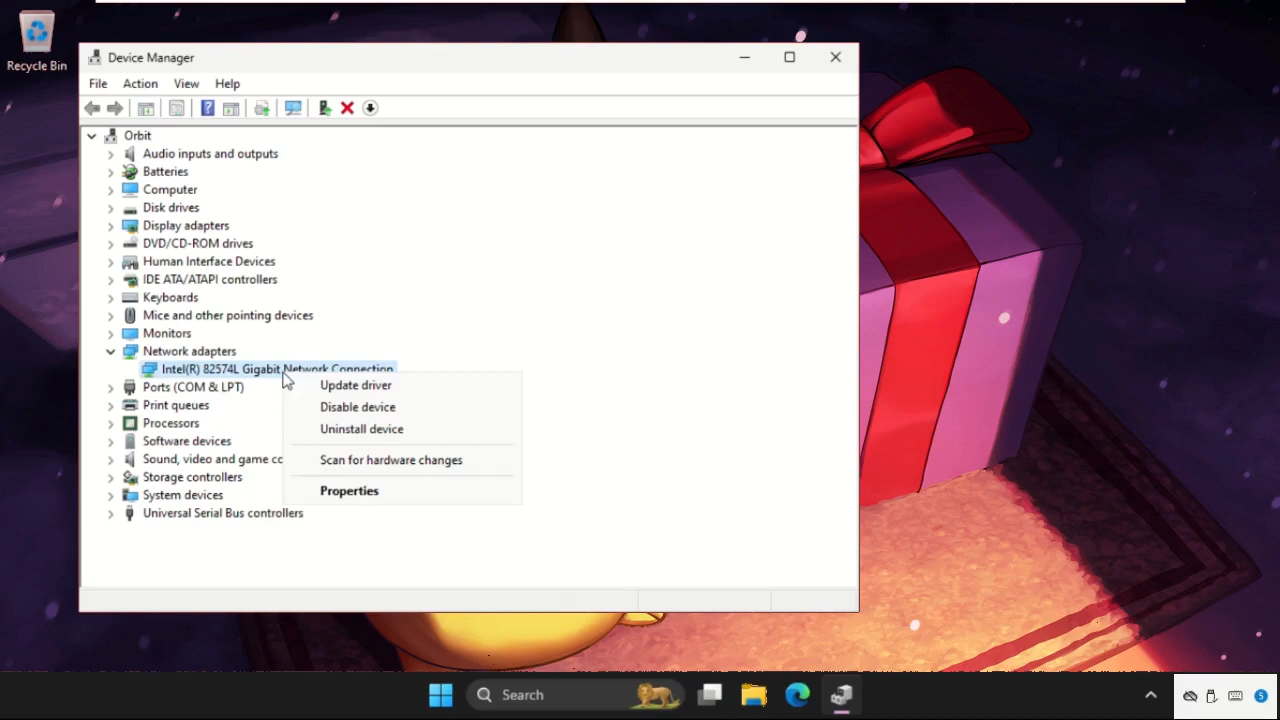 Recycle Bin
Device Manager
File Action View Help
Orbit
Audio inputs and outputs
Batteries
Computer
Disk drives
Display adapters
DVD/CD-ROM drives
Human Interface Devices
IDE ATA/ATAPI controllers
Keyboards
Mice and other pointing devices
Monitors
Network adapters
Intel(R) 82574L Gigabit Network Connection
Ports (COM & LPT)
Print queues
Processors
Software devices
Sound, video and game co
Storage controllers
System devices
Universal Serial Bus controllers
Update driver
Disable device
Uninstall device
Scan for hardware changes
Properties
Search
5